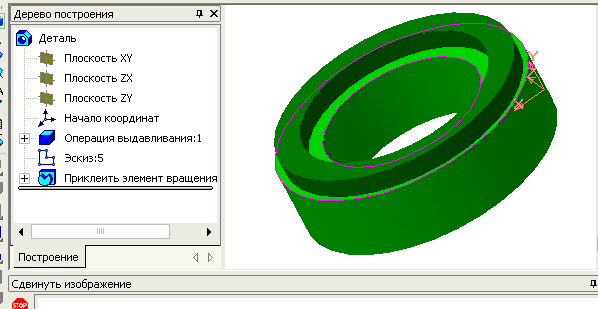 Дерево построения
Деталь
Плоскость XY
Плоскость ZX
Плоскость ZY
Начало координат
Операция выдавливания:1
Эскиз:5
Приклеить элемент вращения
Построение
Сдвинуть изображение
STOP
Y
X